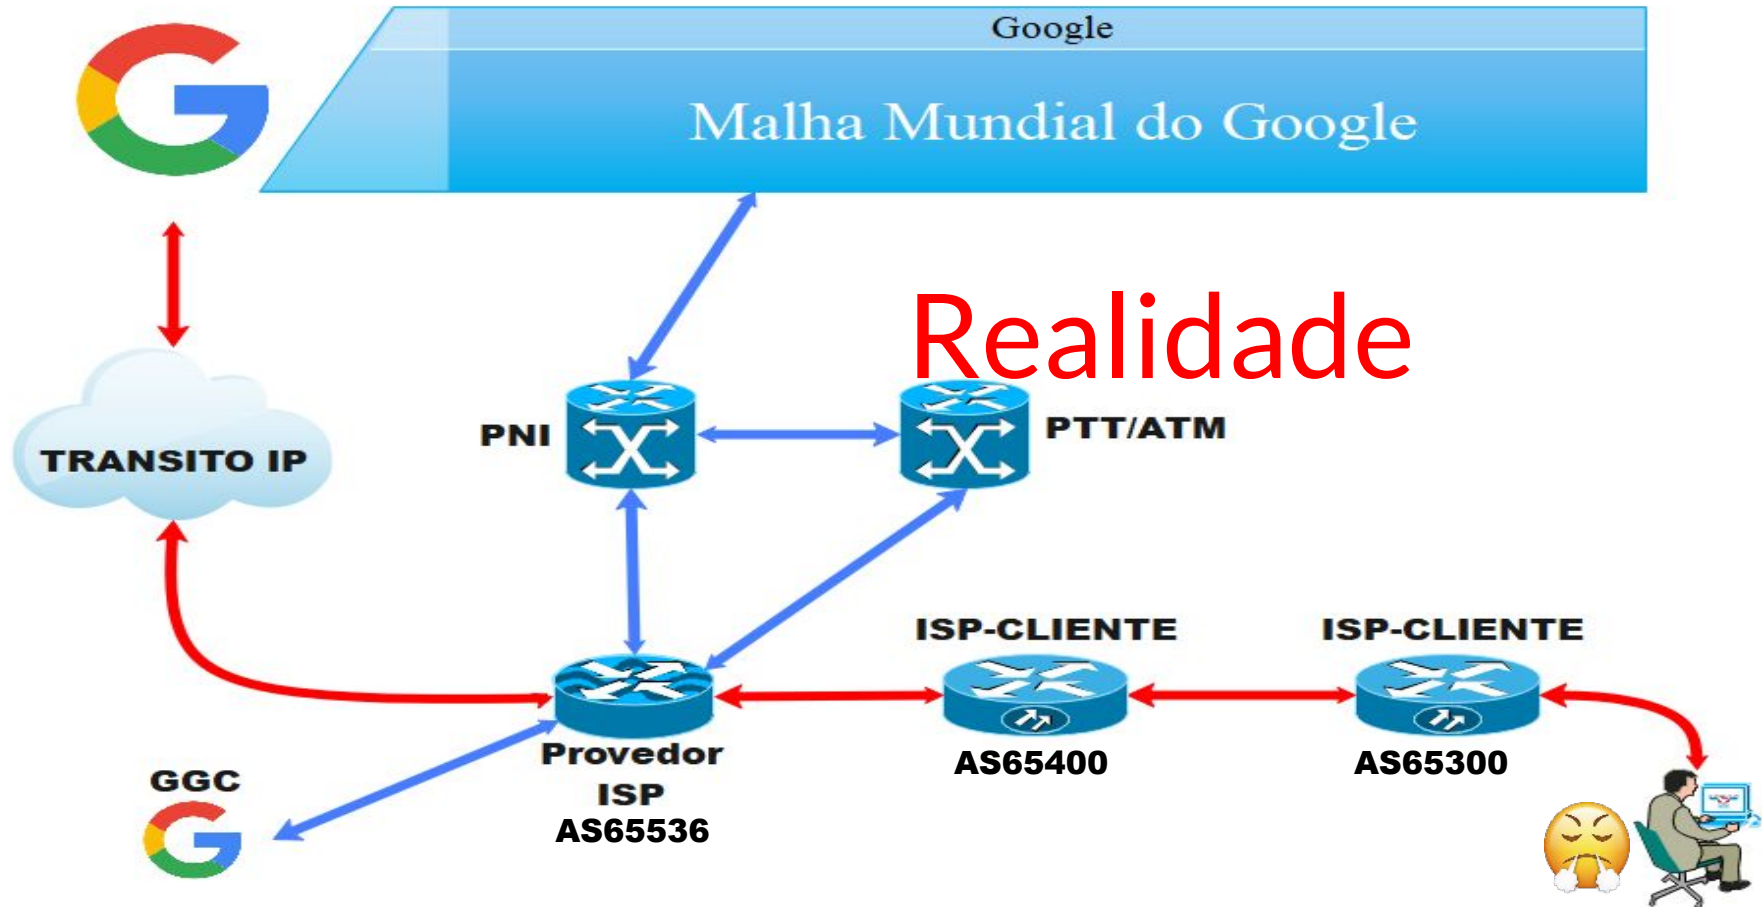 Google
Malha Mundial do Google
Realidade
PNI
PTT/ATM
TRANSITO IP
ISP-CLIENTE
ISP-CLIENTE
Provedor
ISP
AS65536
AS65400
AS65300
GGC